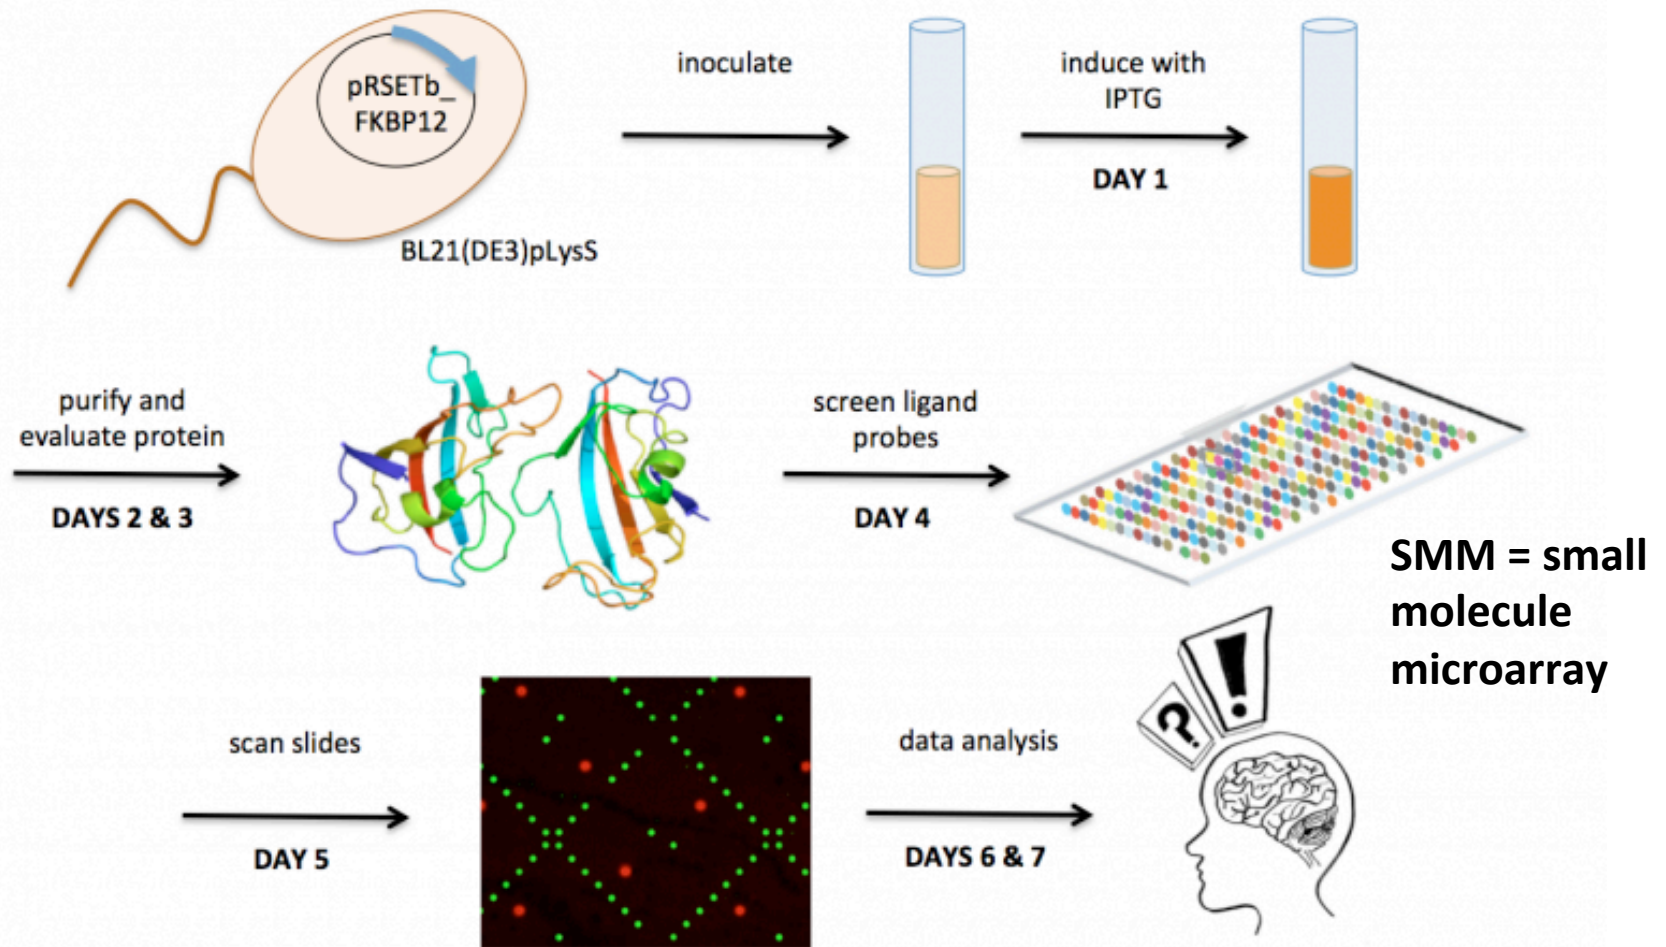 pRSETb_
FKBP12
BL21(DE3)pLysS
inoculate
induce with
IPTG
DAY 1
purify and
evaluate protein
DAYS 2 & 3
screen ligand
probes
DAY 4
SMM = small
molecule
microarray
scan slides
DAY 5
data analysis
DAYS 6 & 7
?
!